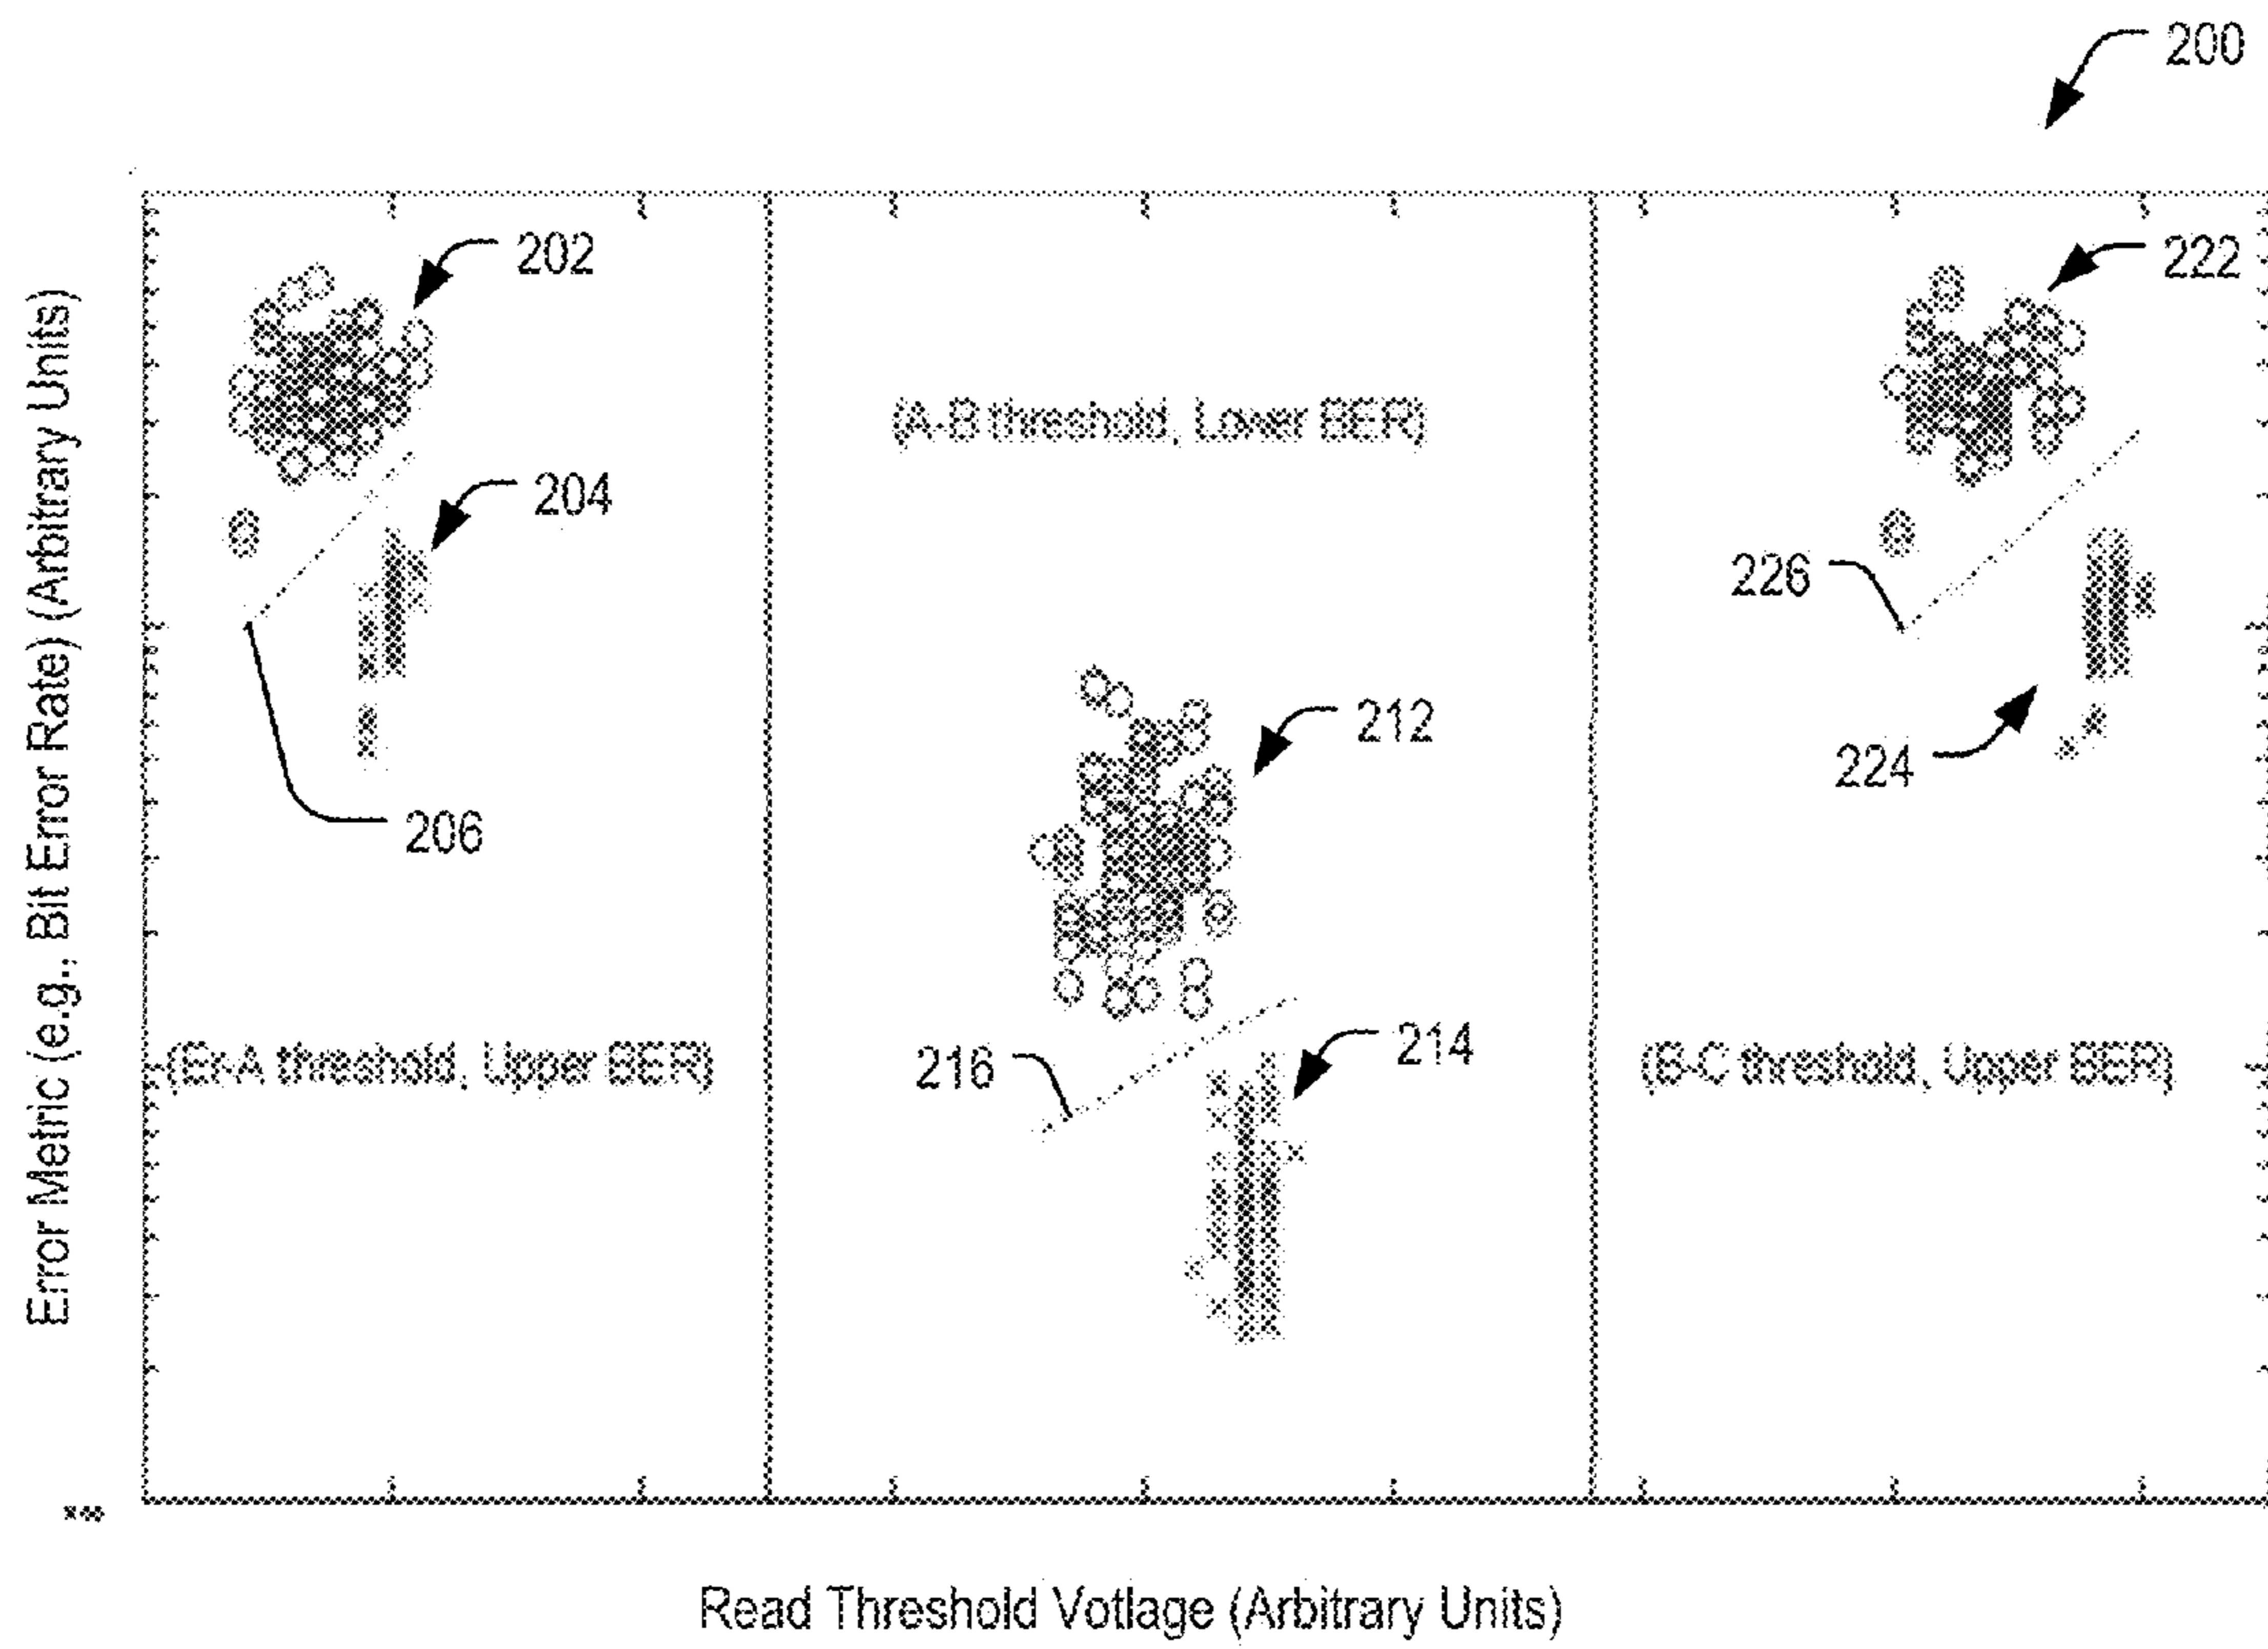 200
202
222
Error Metric (e.g., Bit Error Rate) (Arbitrary Units)
(A-B threshold, Lower BER)
204
226
212
224
206
216
214
(Er-A threshold, Upper BER)
(B-C threshold, Upper BER)
Read Threshold Votlage (Arbitrary Units)